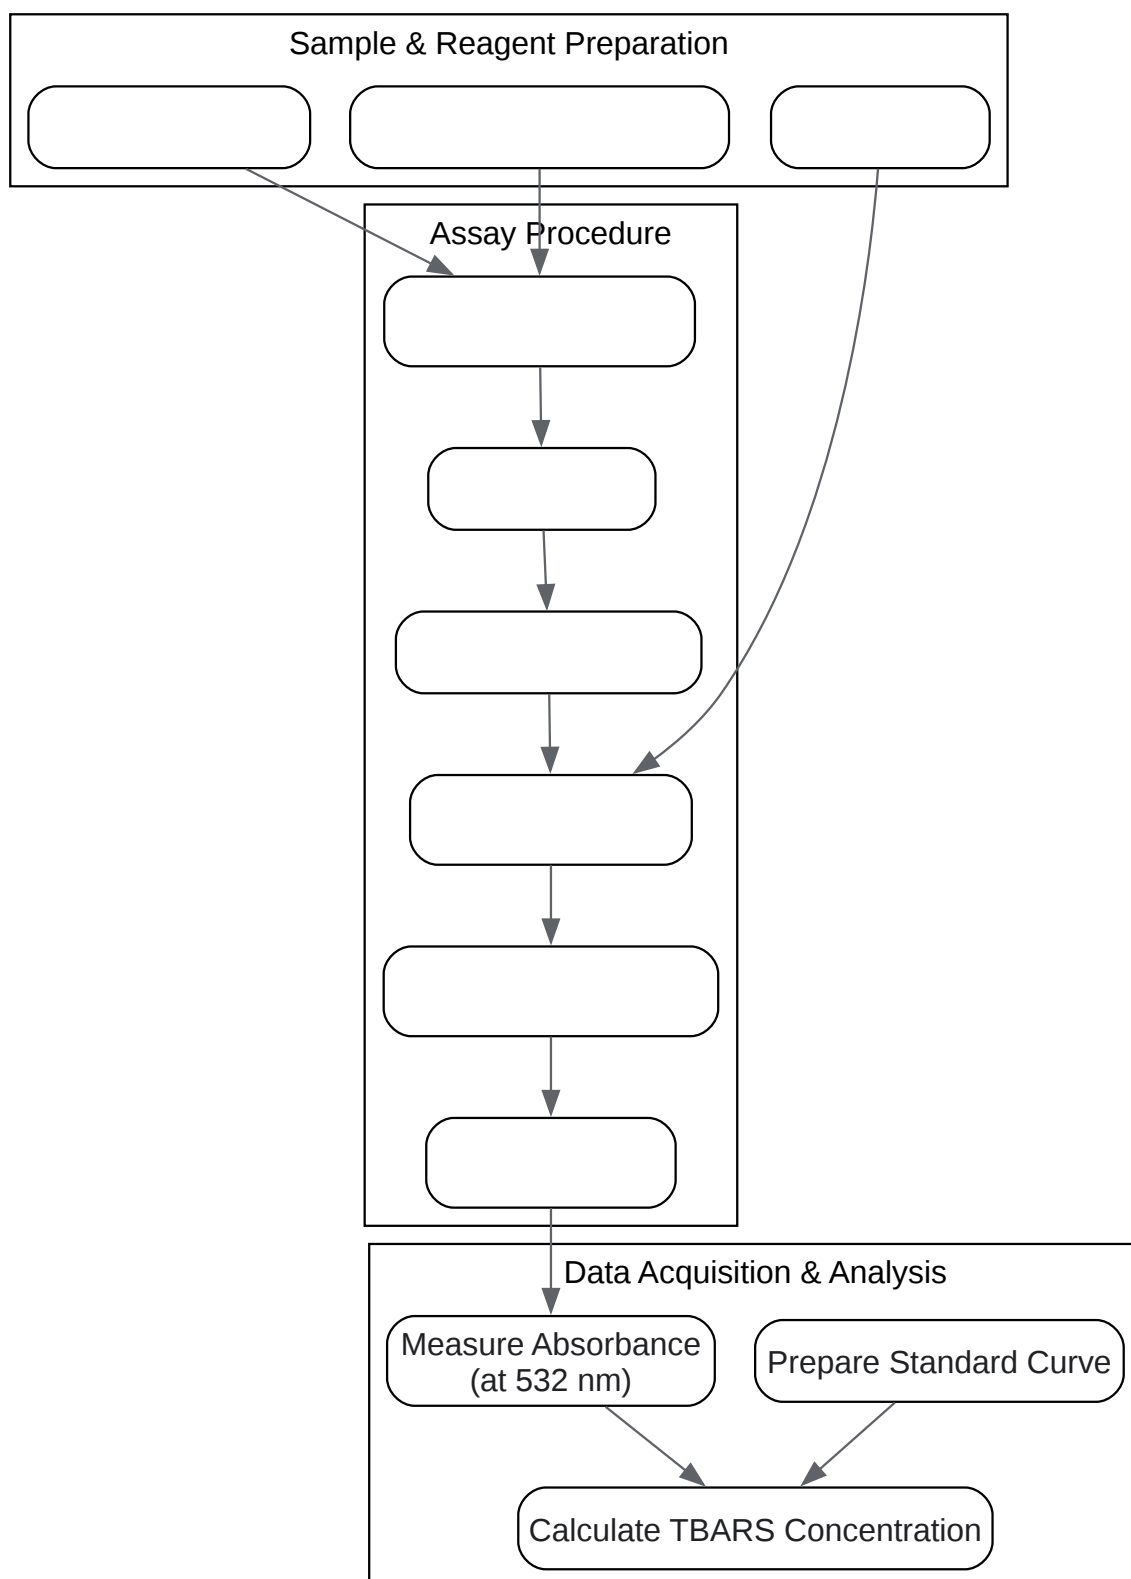 Sample & Reagent Preparation
Assay Procedure
Data Acquisition & Analysis
Measure Absorbance
(at 532 nm)
Prepare Standard Curve
Calculate TBARS Concentration